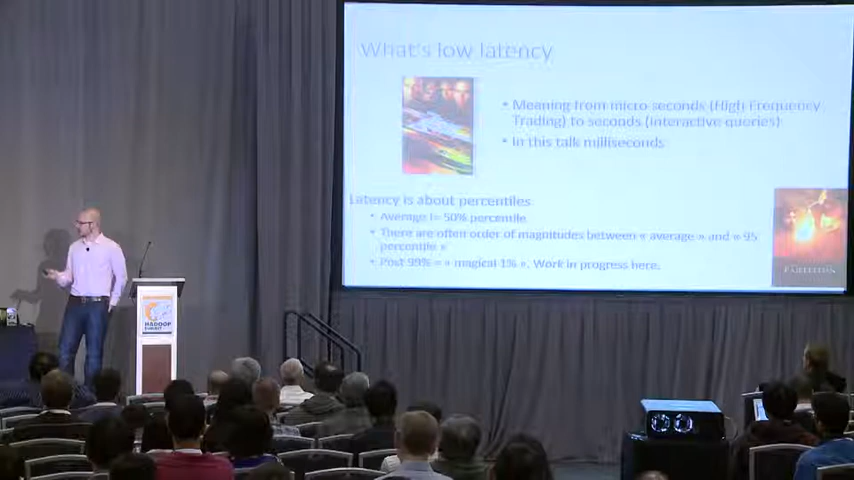 What's low latency
• Meaning from micro seconds (High Frequency
Trading) to seconds (interactive queries)
• In this talk milliseconds
Latency is about percentiles
• Average != 50% percentile
• There are often order of magnitudes between « average » and « 95
percentile »
• Post 99% = « magical 1% ». Work in progress here.
HADOOP
SUMMIT